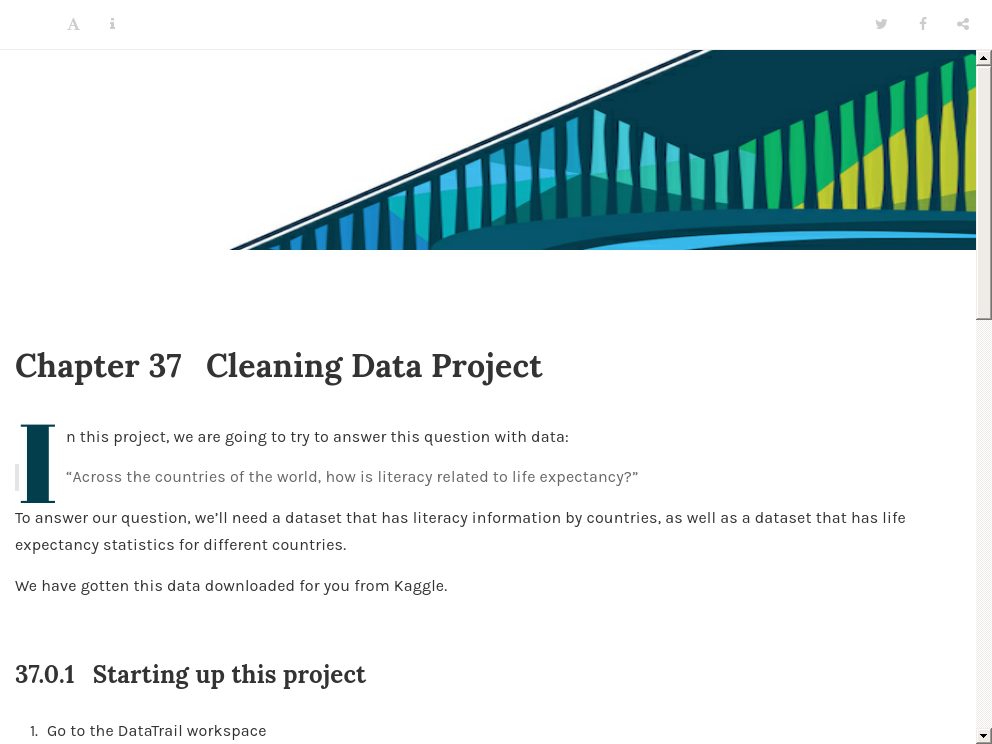 Chapter 37 Cleaning Data Project
In this project, we are going to try to answer this question with data:
“Across the countries of the world, how is literacy related to life expectancy?”
To answer our question, we’ll need a dataset that has literacy information by countries, as well as a dataset that has life
expectancy statistics for different countries.
We have gotten this data downloaded for you from Kaggle.
37.0.1 Starting up this project
1. Go to the DataTrail workspace